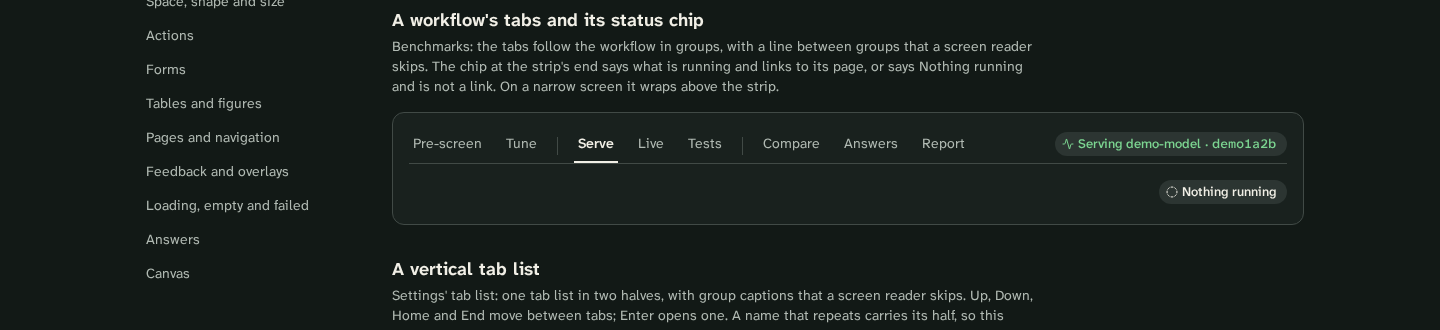 Space, shape and size
Actions
Forms
Tables and figures
Pages and navigation
Feedback and overlays
Loading, empty and failed
Answers
Canvas
A workflow's tabs and its status chip
Benchmarks: the tabs follow the workflow in groups, with a line between groups that a screen reader
skips. The chip at the strip's end says what is running and links to its page, or says Nothing running
and is not a link. On a narrow screen it wraps above the strip.
Pre-screen Tune Serve Live Tests Compare Answers Report Serving demo-model · demo1a2b
Nothing running
A vertical tab list
Settings' tab list: one tab list in two halves, with group captions that a screen reader skips. Up, Down,
Home and End move between tabs; Enter opens one. A name that repeats carries its half, so this